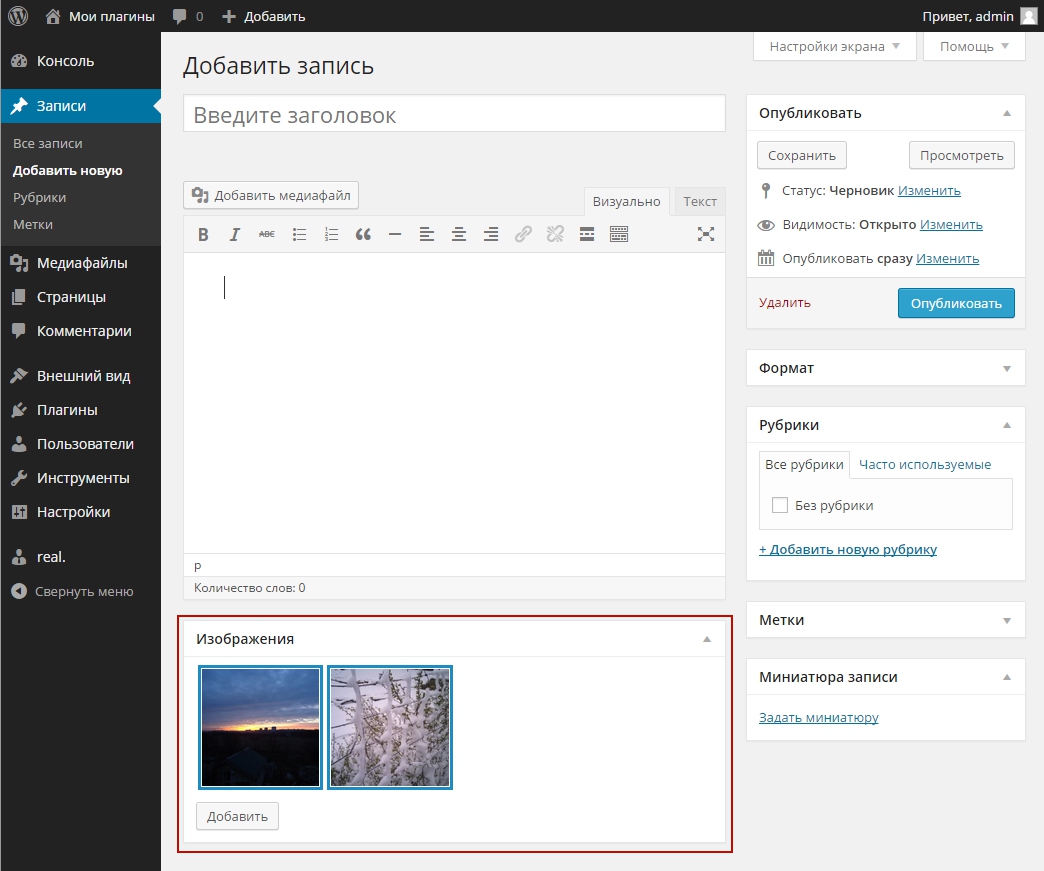 Мои плагины 0 Добавить Привет, admin
Настройки экрана Помощь
Консоль
Записи
Все записи
Добавить новую
Рубрики
Метки
Медиафайлы
Страницы
Комментарии
Внешний вид
Плагины
Пользователи
Инструменты
Настройки
real.
Свернуть меню
Добавить запись
Введите заголовок
Добавить медиафайл
Визуально Текст
B I ABC
p
Количество слов: 0
Изображения
Добавить
Опубликовать
Сохранить Просмотреть
Статус: Черновик Изменить
Видимость: Открыто Изменить
Опубликовать сразу Изменить
Удалить Опубликовать
Формат
Рубрики
Все рубрики Часто используемые
Без рубрики
+ Добавить новую рубрику
Метки
Миниатюра записи
Задать миниатюру